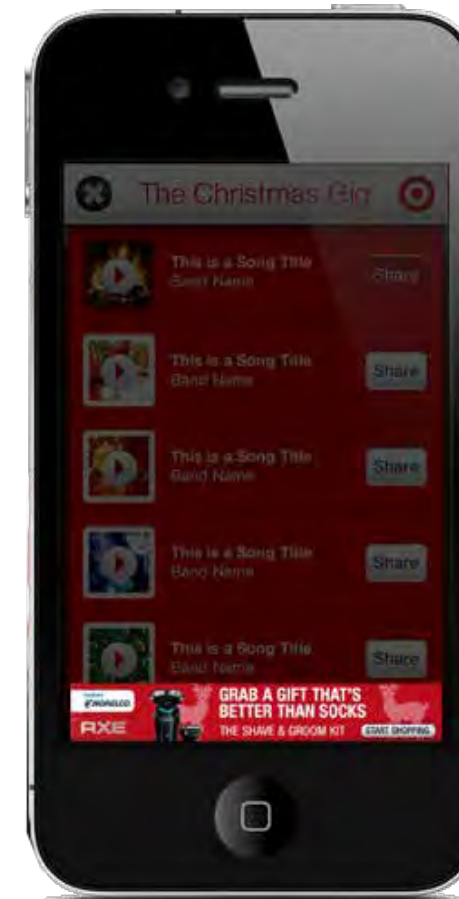 The Christmas Gig
This is a Song Title
Band Name
Share
This is a Song Title
Band Name
Share
This is a Song Title
Band Name
Share
This is a Song Title
Band Name
Share
This is a Song Title
Band Name
Share
NORELCO
AXE
GRAB A GIFT THAT'S
BETTER THAN SOCKS
THE SHAVE & GROOM KIT
START SHOPPING